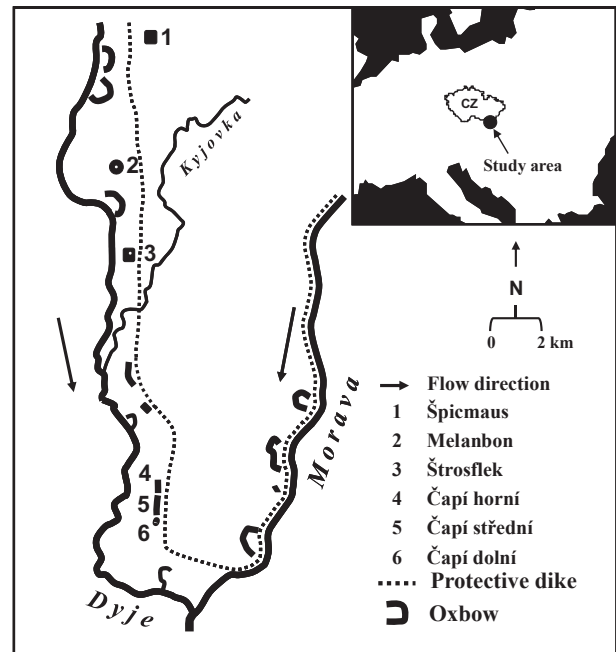 1
2
3
4
5
6
Kyjovka
Morava
Dyje
CZ
Study area
N
0 2 km
Flow direction
1 Špicmaus
2 Melanbon
3 Štrosflek
4 Čapí horní
5 Čapí střední
6 Čapí dolní
Protective dike
Oxbow